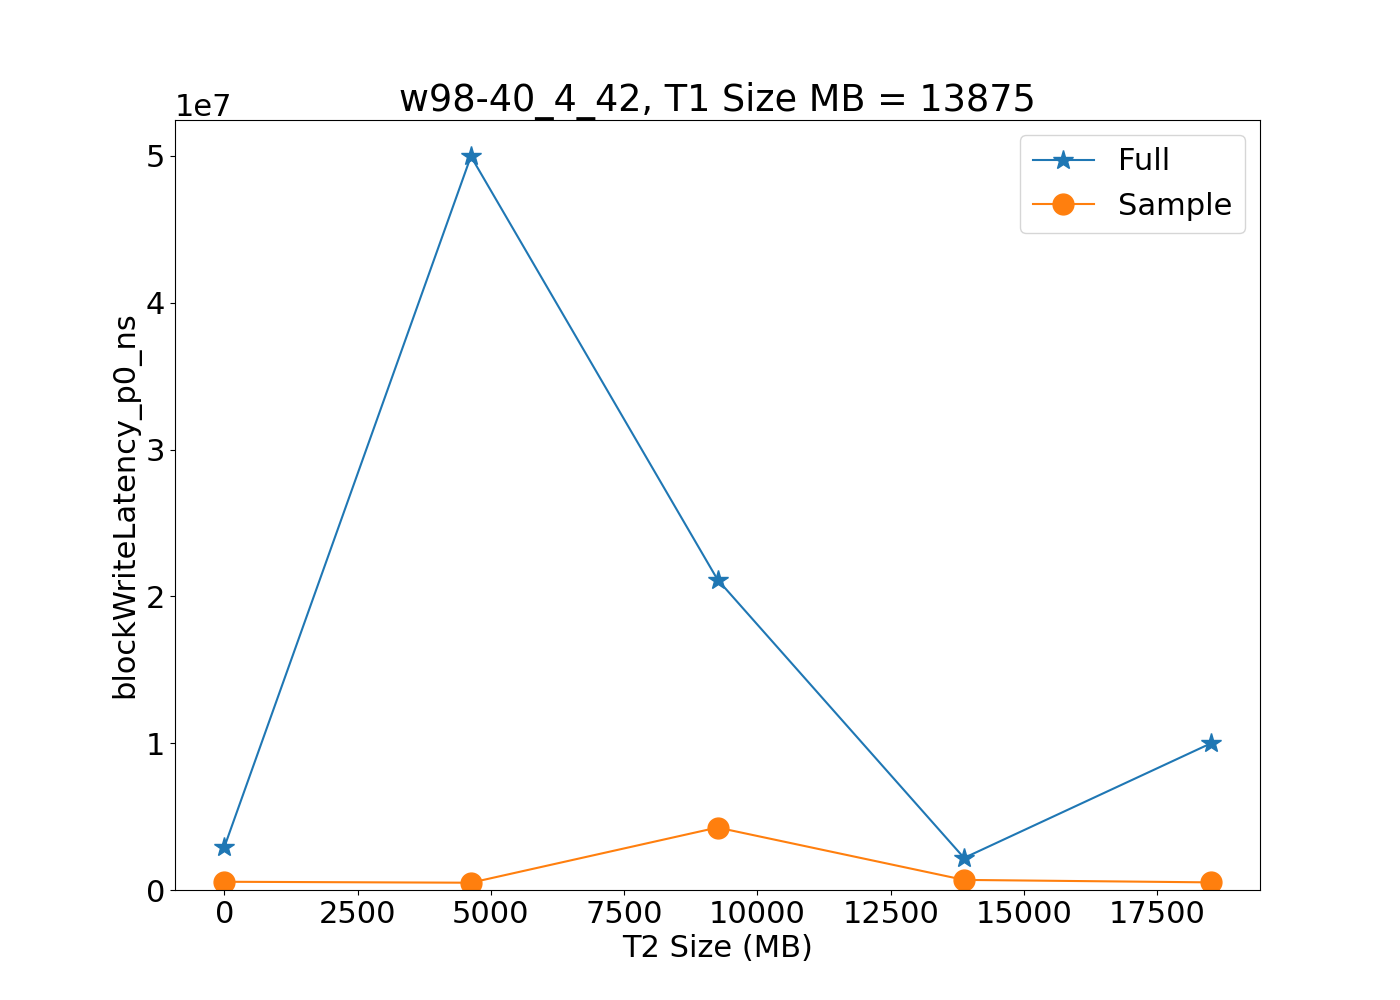 w98-40_4_42, T1 Size MB = 13875
1e7
5
4
3
2
1
0
blockWriteLatency_p0_ns
Full
Sample
0 2500 5000 7500 10000 12500 15000 17500
T2 Size (MB)